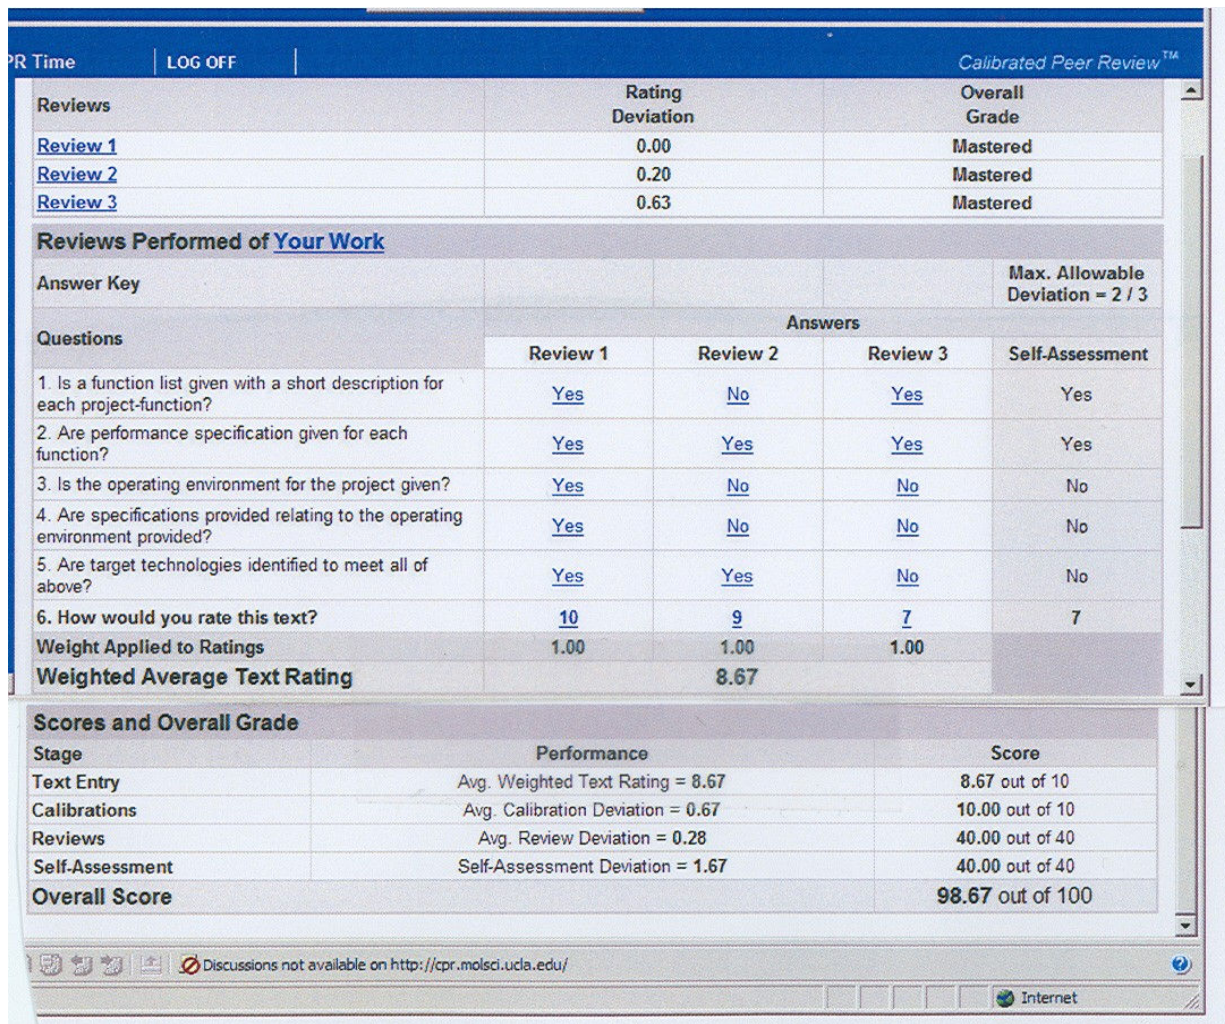 PR Time LOG OFF Calibrated Peer Review™
Reviews Rating Deviation Overall Grade
Review 1 0.00 Mastered
Review 2 0.20 Mastered
Review 3 0.63 Mastered
Reviews Performed of Your Work
Answer Key Max. Allowable Deviation = 2 / 3
Questions Answers
Review 1 Review 2 Review 3 Self-Assessment
1. Is a function list given with a short description for
each project-function? Yes No Yes Yes
2. Are performance specification given for each
function? Yes Yes Yes Yes
3. Is the operating environment for the project given? Yes No No No
4. Are specifications provided relating to the operating
environment provided? Yes No No No
5. Are target technologies identified to meet all of
above? Yes Yes No No
6. How would you rate this text? 10 9 7 7
Weight Applied to Ratings 1.00 1.00 1.00
Weighted Average Text Rating 8.67
Scores and Overall Grade
Stage Performance Score
Text Entry Avg. Weighted Text Rating = 8.67 8.67 out of 10
Calibrations Avg. Calibration Deviation = 0.67 10.00 out of 10
Reviews Avg. Review Deviation = 0.28 40.00 out of 40
Self-Assessment Self-Assessment Deviation = 1.67 40.00 out of 40
Overall Score 98.67 out of 100
Discussions not available on http://cpr.molsci.ucla.edu/
Internet